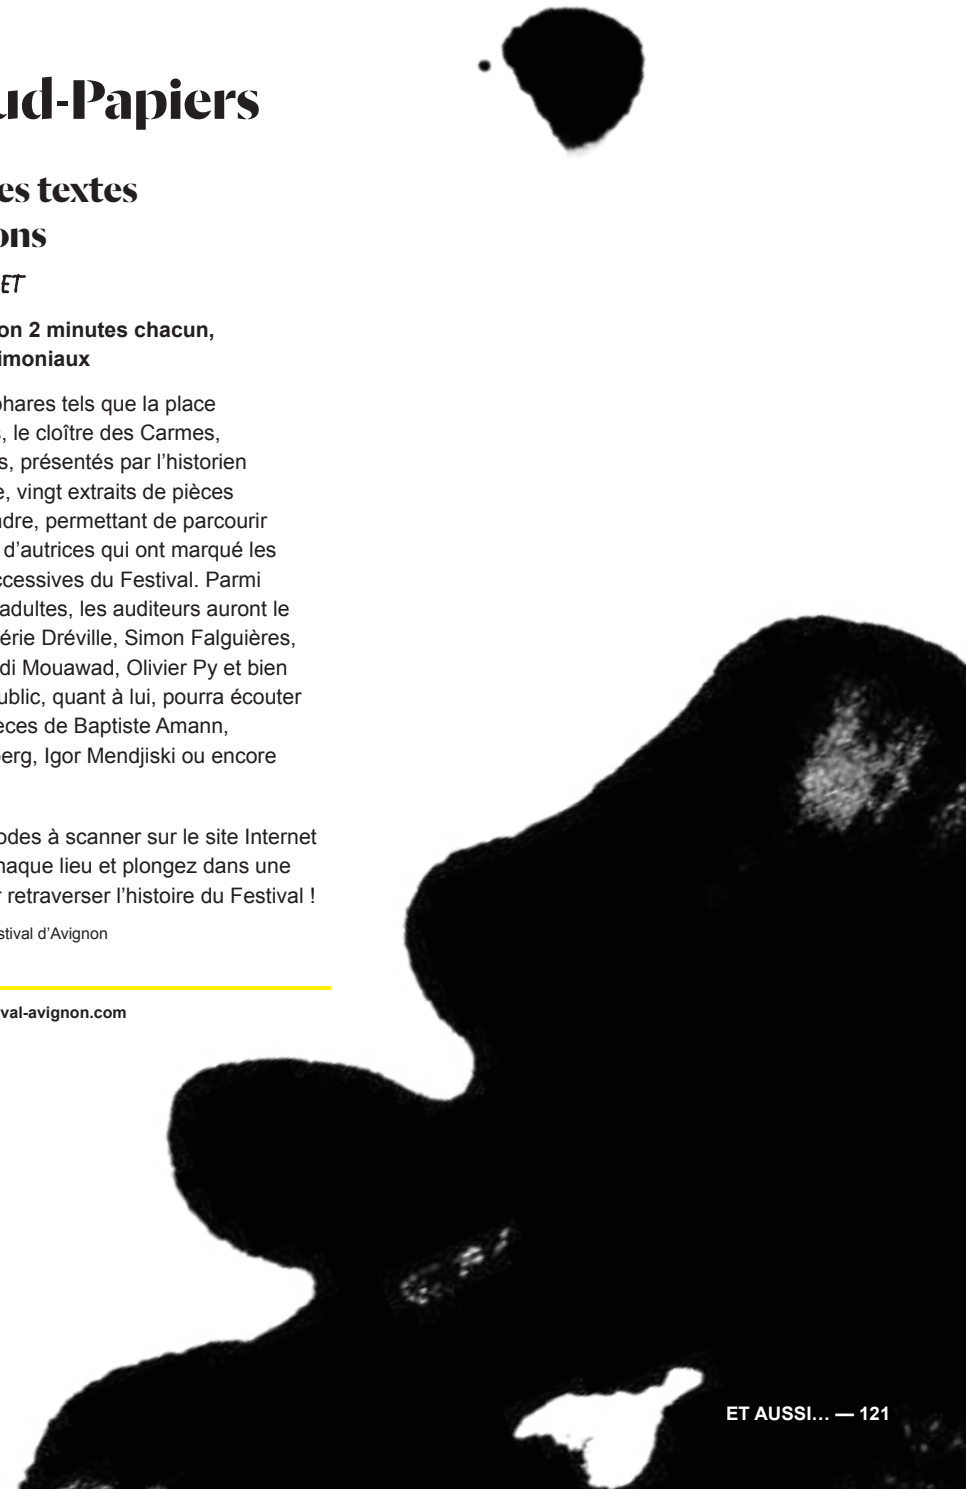 ud-Papiers
es textes
ons
ET
on 2 minutes chacun,
imoniaux
phares tels que la place
s, le cloître des Carmes,
s, présentés par l’historien
e, vingt extraits de pièces
ndre, permettant de parcourir
d’autrices qui ont marqué les
ccessives du Festival. Parmi
adultes, les auditeurs auront le
érie Dréville, Simon Falguières,
di Mouawad, Olivier Py et bien
ublic, quant à lui, pourra écouter
èces de Baptiste Amann,
berg, Igor Mendjiski ou encore
odes à scanner sur le site Internet
haque lieu et plongez dans une
r retraverser l’histoire du Festival !
stival d’Avignon
val-avignon.com
ET AUSSI… — 121